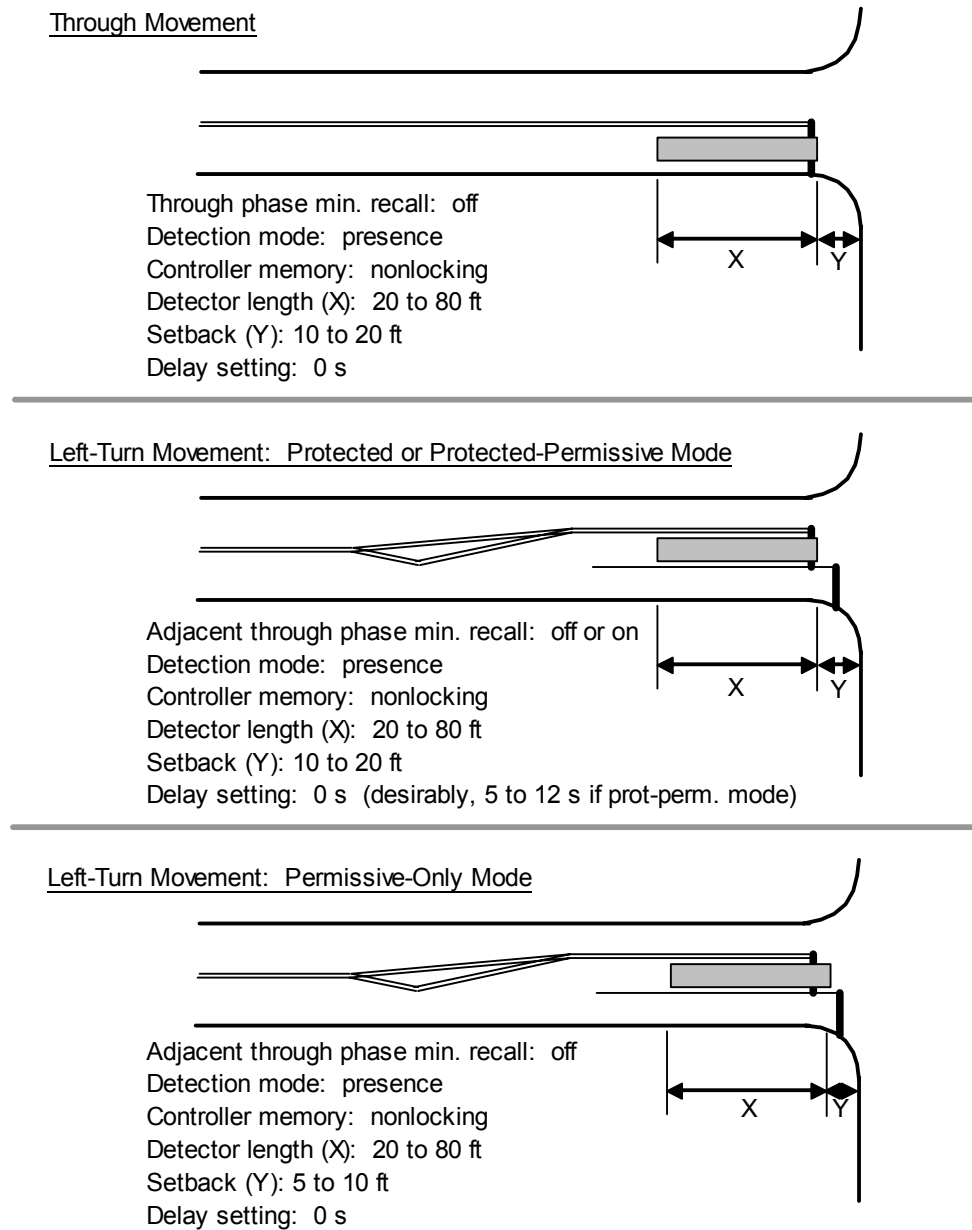 Through Movement
X
Y
Through phase min. recall: off
Detection mode: presence
Controller memory: nonlocking
Detector length (X): 20 to 80 ft
Setback (Y): 10 to 20 ft
Delay setting: 0 s
Left-Turn Movement: Protected or Protected-Permissive Mode
X
Y
Adjacent through phase min. recall: off or on
Detection mode: presence
Controller memory: nonlocking
Detector length (X): 20 to 80 ft
Setback (Y): 10 to 20 ft
Delay setting: 0 s (desirably, 5 to 12 s if prot-perm. mode)
Left-Turn Movement: Permissive-Only Mode
X
Y
Adjacent through phase min. recall: off
Detection mode: presence
Controller memory: nonlocking
Detector length (X): 20 to 80 ft
Setback (Y): 5 to 10 ft
Delay setting: 0 s